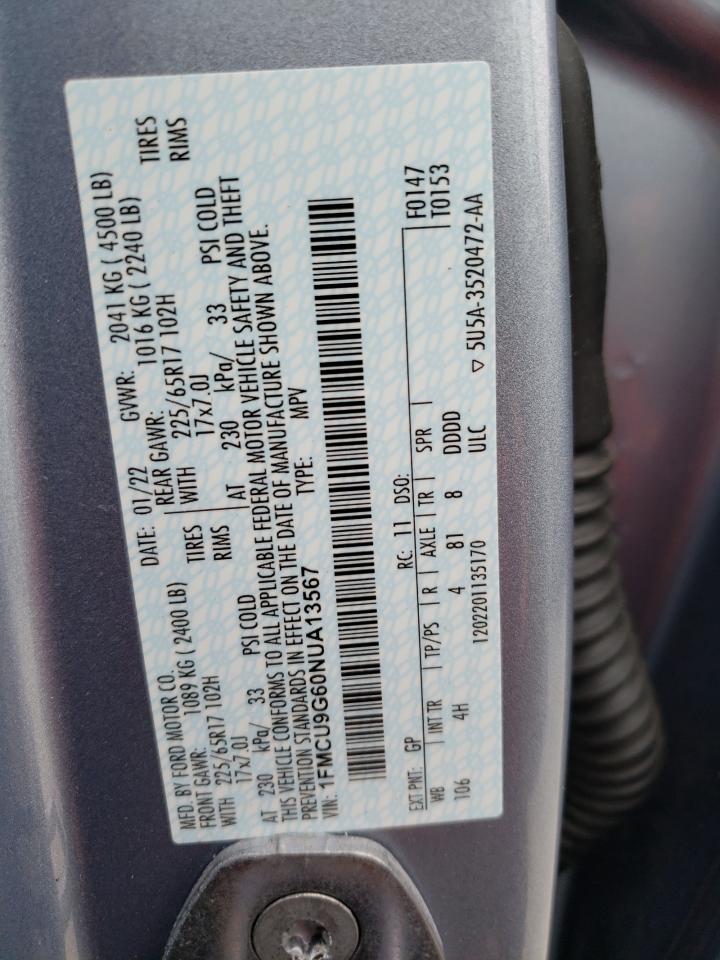 MFD. BY FORD MOTOR CO.
DATE: 01/22 GVWR: 2041 KG ( 4500 LB)
FRONT GAWR: 1089 KG ( 2400 LB) REAR GAWR: 1016 KG ( 2240 LB)
WITH 225/65R17 102H TIRES WITH 225/65R17 102H TIRES
17x7.0J RIMS 17x7.0J RIMS
AT 230 kPa/ 33 PSI COLD AT 230 kPa/ 33 PSI COLD
THIS VEHICLE CONFORMS TO ALL APPLICABLE FEDERAL MOTOR VEHICLE SAFETY AND THEFT
PREVENTION STANDARDS IN EFFECT ON THE DATE OF MANUFACTURE SHOWN ABOVE.
VIN: 1FMCU9G60NUA13567 TYPE: MPV
F0147
T0153
EXT PNT: GP RC: 11 DSO:
WB | INT TR | TP/PS | R | AXLE | TR | SPR |
106 4H 4 81 8 DDDD
1202201135170 ULC ▽ 5U5A-3520472-AA